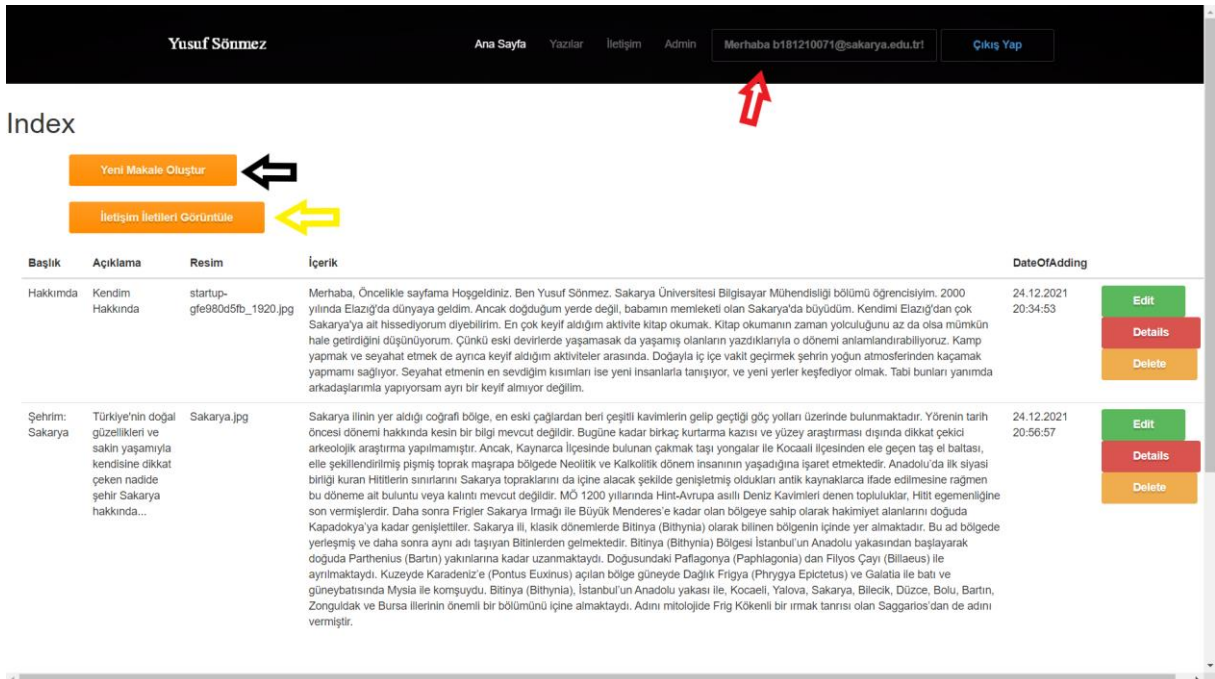 Yusuf Sönmez
Ana Sayfa Yazılar İletişim Admin Merhaba b181210071@sakarya.edu.tr! Çıkış Yap
Index
Yeni Makale Oluştur
İletişim İletileri Görüntüle
Başlık Açıklama Resim İçerik DateOfAdding
Hakkımda
Kendim
Hakkında
startup-
gfe980d5fb_1920.jpg
Merhaba, Öncelikle sayfama Hoşgeldiniz. Ben Yusuf Sönmez. Sakarya Üniversitesi Bilgisayar Mühendisliği bölümü öğrencisiyim. 2000
yılında Elazığ'da dünyaya geldim. Ancak doğduğum yerde değil, babamın memleketi olan Sakarya'da büyüdüm. Kendimi Elazığ'dan çok
Sakarya'ya ait hissediyorum diyebilirim. En çok keyif aldığım aktivite kitap okumak. Kitap okumanın zaman yolculuğunu az da olsa mümkün
hale getirdiğini düşünüyorum. Çünkü eski devirlerde yaşamasak da yaşamış olanların yazdıklarıyla o dönemi anlamlandırabiliyoruz. Kamp
yapmak ve seyahat etmek de ayrıca keyif aldığım aktiviteler arasında. Doğayla iç içe vakit geçirmek şehrin yoğun atmosferinden kaçamak
yapmamı sağlıyor. Seyahat etmenin en sevdiğim kısımları ise yeni insanlarla tanışıyor, ve yeni yerler keşfediyor olmak. Tabi bunları yanımda
arkadaşlarımla yapıyorsam ayrı bir keyif almıyor değilim.
24.12.2021
20:34:53
Edit
Details
Delete
Şehrim:
Sakarya
Türkiye'nin doğal
güzellikleri ve
sakin yaşamıyla
kendisine dikkat
çeken nadide
şehir Sakarya
hakkında...
Sakarya.jpg
Sakarya ilinin yer aldığı coğrafi bölge, en eski çağlardan beri çeşitli kavimlerin gelip geçtiği göç yolları üzerinde bulunmaktadır. Yörenin tarih
öncesi dönemi hakkında kesin bir bilgi mevcut değildir. Bugüne kadar birkaç kurtarma kazısı ve yüzey araştırması dışında dikkat çekici
arkeolojik araştırma yapılmamıştır. Ancak, Kaynarca İlçesinde bulunan çakmak taşı yongalar ile Kocaali ilçesinden ele geçen taş el baltası,
elle şekillendirilmiş pişmiş toprak maşrapa bölgede Neolitik ve Kalkolitik dönem insanının yaşadığına işaret etmektedir. Anadolu'da ilk siyasi
birliği kuran Hititlerin sınırlarını Sakarya topraklarını da içine alacak şekilde genişletmiş oldukları antik kaynaklarca ifade edilmesine rağmen
bu döneme ait buluntu veya kalıntı mevcut değildir. MÖ 1200 yıllarında Hint-Avrupa asıllı Deniz Kavimleri denen topluluklar, Hitit egemenliğine
son vermişlerdir. Daha sonra Frigler Sakarya Irmağı ile Büyük Menderes'e kadar olan bölgeye sahip olarak hakimiyet alanlarını doğuda
Kapadokya'ya kadar genişlettiler. Sakarya ili, klasik dönemlerde Bitinya (Bithynia) olarak bilinen bölgenin içinde yer almaktadır. Bu ad bölgede
yerleşmiş ve daha sonra aynı adı taşıyan Bitinlerden gelmektedir. Bitinya (Bithynia) Bölgesi İstanbul'un Anadolu yakasından başlayarak
doğuda Parthenius (Bartın) yakınlarına kadar uzanmaktaydı. Doğusundaki Paflagonya (Paphlagonia) dan Filyos Çayı (Billaeus) ile
ayrılmaktaydı. Kuzeyde Karadeniz'e (Pontus Euxinus) açılan bölge güneyde Dağlık Frigya (Phrygya Epictetus) ve Galatia ile batı ve
güneybatısında Mysia ile komşuydu. Bitinya (Bithynia), İstanbul'un Anadolu yakası ile, Kocaeli, Yalova, Sakarya, Bilecik, Düzce, Bolu, Bartın,
Zonguldak ve Bursa illerinin önemli bir bölümünü içine almaktaydı. Adını mitolojide Frig Kökenli bir ırmak tanrısı olan Saggarios'dan de adını
vermiştir.
24.12.2021
20:56:57
Edit
Details
Delete